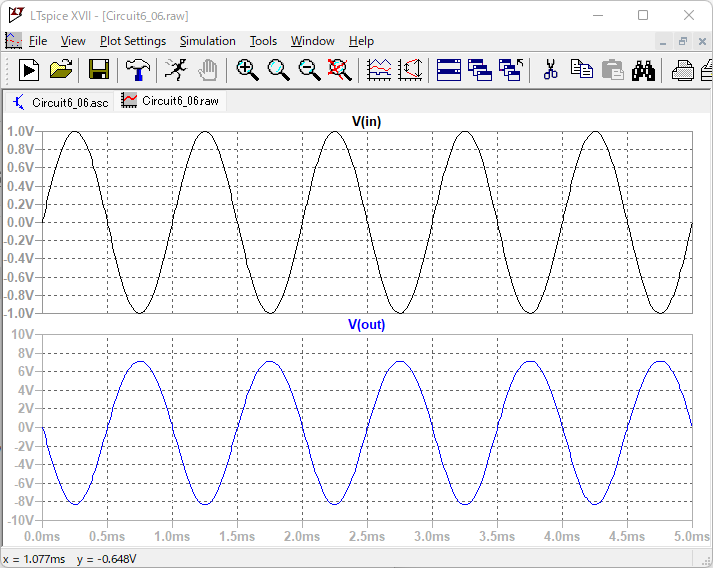 LTspice XVII - [Circuit6_06.raw]
File View Plot Settings Simulation Tools Window Help
Circuit6_06.asc Circuit6_06.raw
V(in)
1.0V
0.8V
0.6V
0.4V
0.2V
0.0V
-0.2V
-0.4V
-0.6V
-0.8V
-1.0V
V(out)
10V
8V
6V
4V
2V
0V
-2V
-4V
-6V
-8V
-10V
0.0ms 0.5ms 1.0ms 1.5ms 2.0ms 2.5ms 3.0ms 3.5ms 4.0ms 4.5ms 5.0ms
x = 1.077ms y = -0.648V